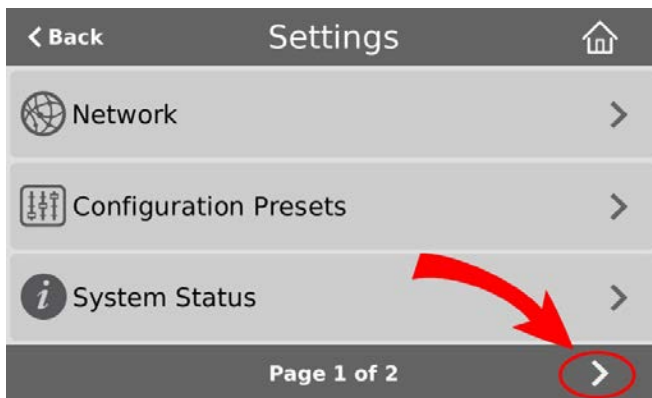 Back Settings
Network
Configuration Presets
System Status
Page 1 of 2